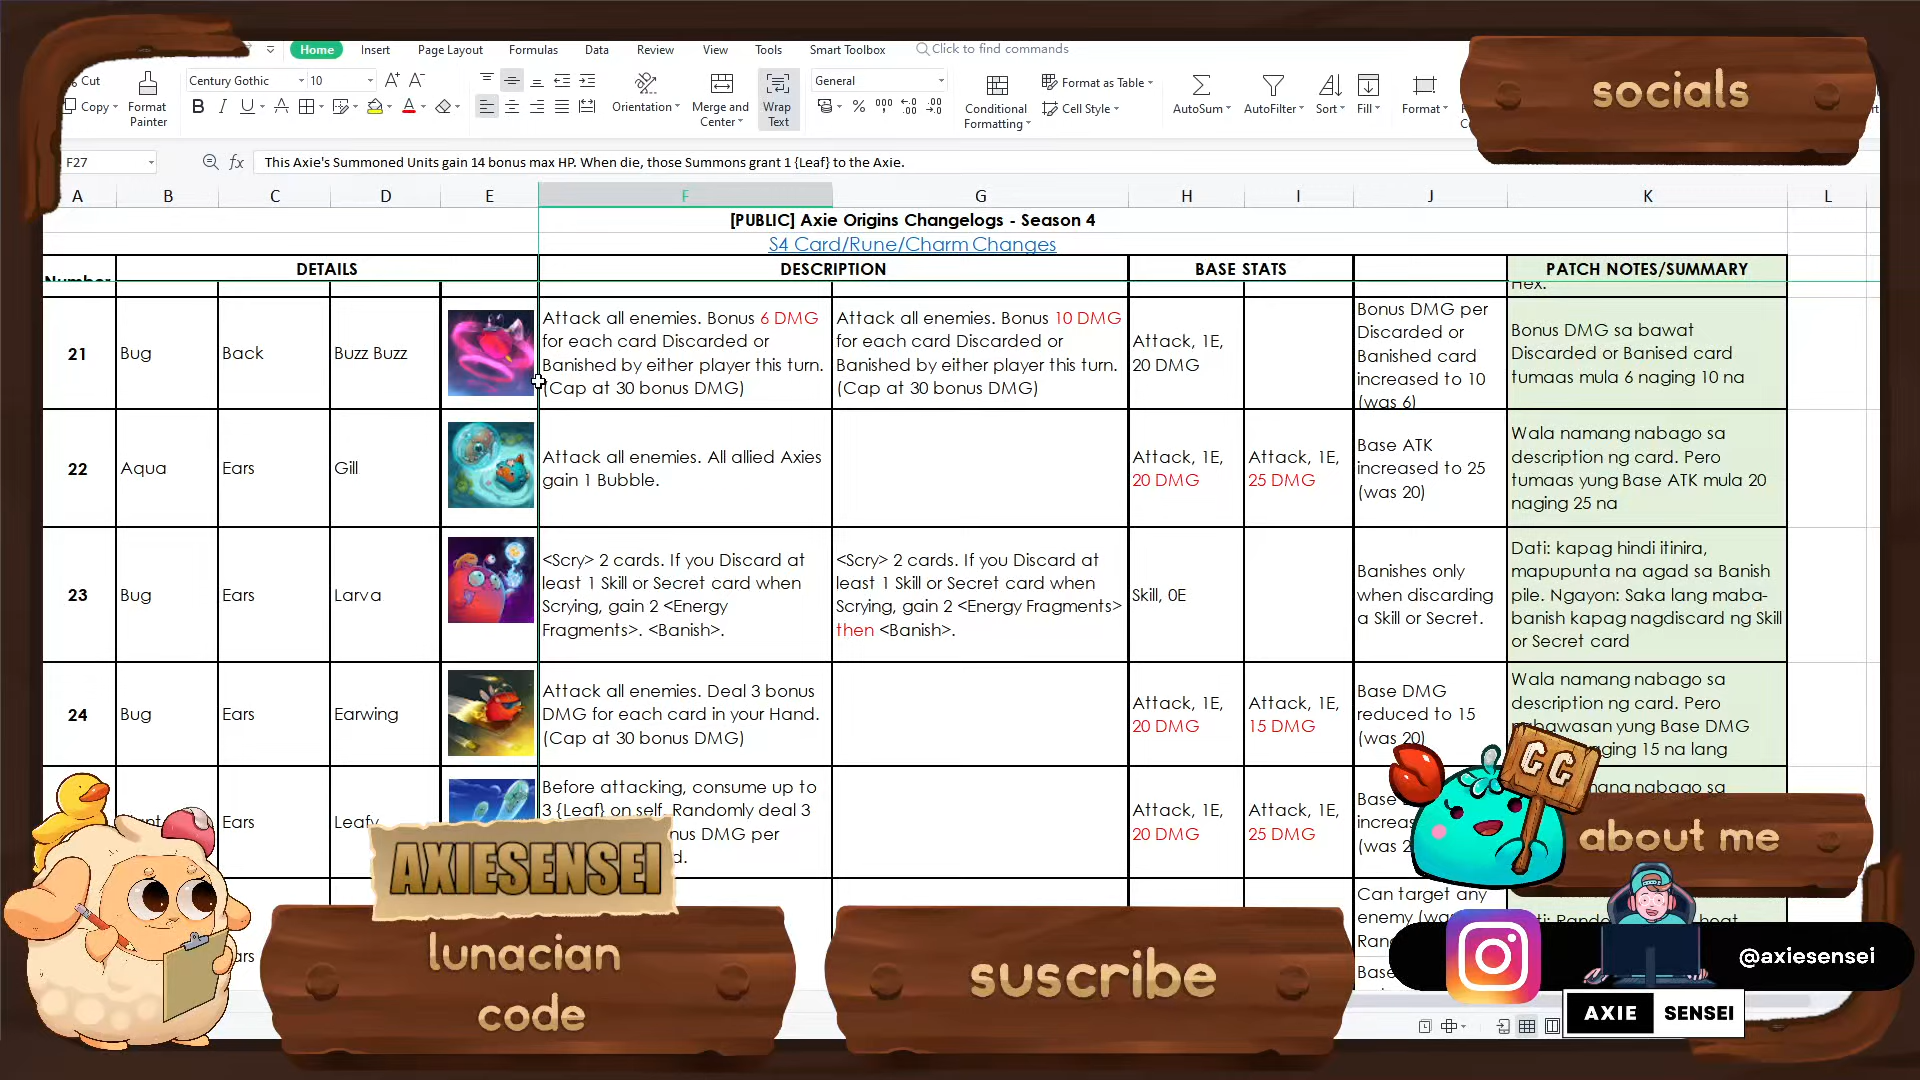 Home Insert Page Layout Formulas Data Review View Tools Smart Toolbox Click to find commands
Cut Century Gothic 10 General Format as Table
Copy Format Painter Orientation Merge and Center Wrap Text Conditional Formatting Cell Style AutoSum AutoFilter Sort Fill Format
socials
F27 fx This Axie's Summoned Units gain 14 bonus max HP. When die, those Summons grant 1 {Leaf} to the Axie.
A B C D E F G H I J K L
[PUBLIC] Axie Origins Changelogs - Season 4
S4 Card/Rune/Charm Changes
Number DETAILS DESCRIPTION BASE STATS PATCH NOTES/SUMMARY
Hex.
21 Bug Back Buzz Buzz
Attack all enemies. Bonus 6 DMG
for each card Discarded or
Banished by either player this turn.
(Cap at 30 bonus DMG)
Attack all enemies. Bonus 10 DMG
for each card Discarded or
Banished by either player this turn.
(Cap at 30 bonus DMG)
Attack, 1E,
20 DMG
Bonus DMG per
Discarded or
Banished card
increased to 10
(was 6)
Bonus DMG sa bawat
Discarded or Banised card
tumaas mula 6 naging 10 na
22 Aqua Ears Gill
Attack all enemies. All allied Axies
gain 1 Bubble.
Attack, 1E,
20 DMG
Attack, 1E,
25 DMG
Base ATK
increased to 25
(was 20)
Wala namang nabago sa
description ng card. Pero
tumaas yung Base ATK mula 20
naging 25 na
23 Bug Ears Larva
<Scry> 2 cards. If you Discard at
least 1 Skill or Secret card when
Scrying, gain 2 <Energy
Fragments>. <Banish>.
<Scry> 2 cards. If you Discard at
least 1 Skill or Secret card when
Scrying, gain 2 <Energy Fragments>
then <Banish>.
Skill, 0E
Banishes only
when discarding
a Skill or Secret.
Dati: kapag hindi itinira,
mapupunta na agad sa Banish
pile. Ngayon: Saka lang maba-
banish kapag nagdiscard ng Skill
or Secret card
24 Bug Ears Earwing
Attack all enemies. Deal 3 bonus
DMG for each card in your Hand.
(Cap at 30 bonus DMG)
Attack, 1E,
20 DMG
Attack, 1E,
15 DMG
Base DMG
reduced to 15
(was 20)
Wala namang nabago sa
description ng card. Pero
yung Base DMG
15 na lang
Ears Leafy
Before attacking, consume up to
3 {Leaf} on self. Randomly deal 3
DMG per
Attack, 1E,
20 DMG
Attack, 1E,
25 DMG
Base
Can target any
enemy
Base
CC
about me
AXIESENSEI
lunacian
code
suscribe
@axiesensei
AXIE SENSEI